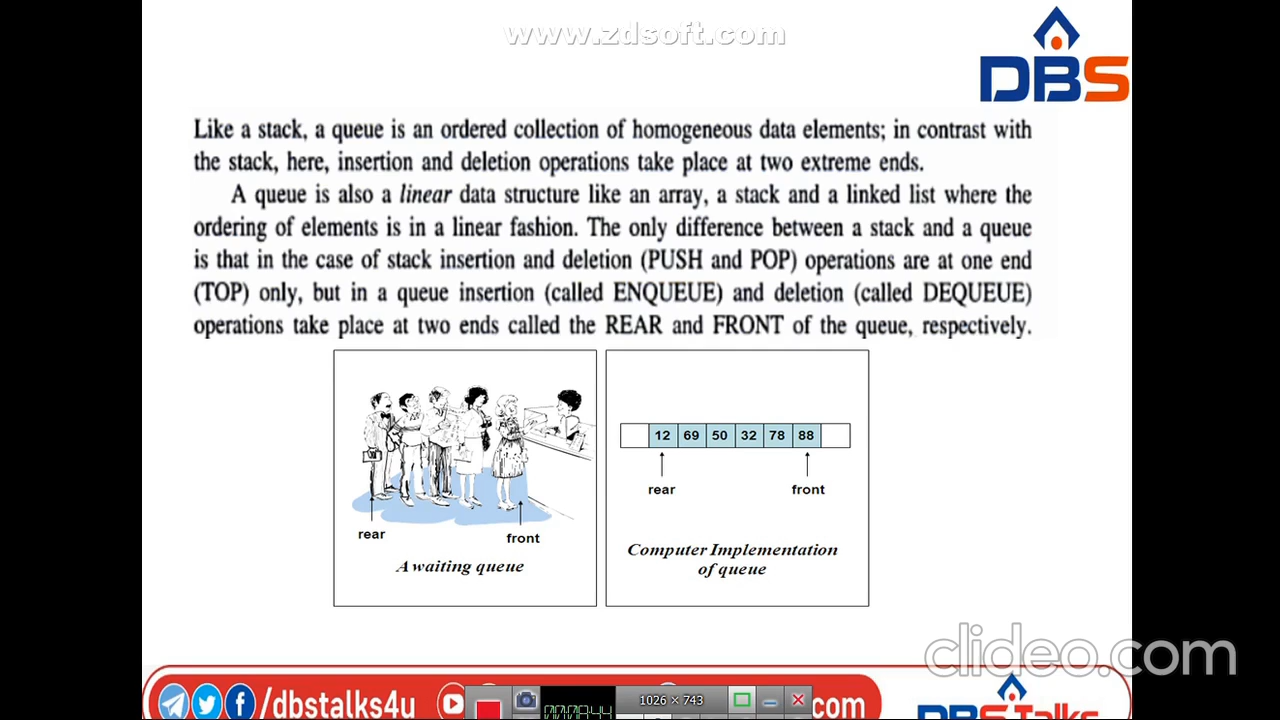 www.zdsoft.com
DBS
Like a stack, a queue is an ordered collection of homogeneous data elements; in contrast with
the stack, here, insertion and deletion operations take place at two extreme ends.
A queue is also a linear data structure like an array, a stack and a linked list where the
ordering of elements is in a linear fashion. The only difference between a stack and a queue
is that in the case of stack insertion and deletion (PUSH and POP) operations are at one end
(TOP) only, but in a queue insertion (called ENQUEUE) and deletion (called DEQUEUE)
operations take place at two ends called the REAR and FRONT of the queue, respectively.
rear
front
A waiting queue
12 69 50 32 78 88
rear
front
Computer Implementation
of queue
clideo.com
/dbstalks4u
1026 × 743
com
DBS Talks